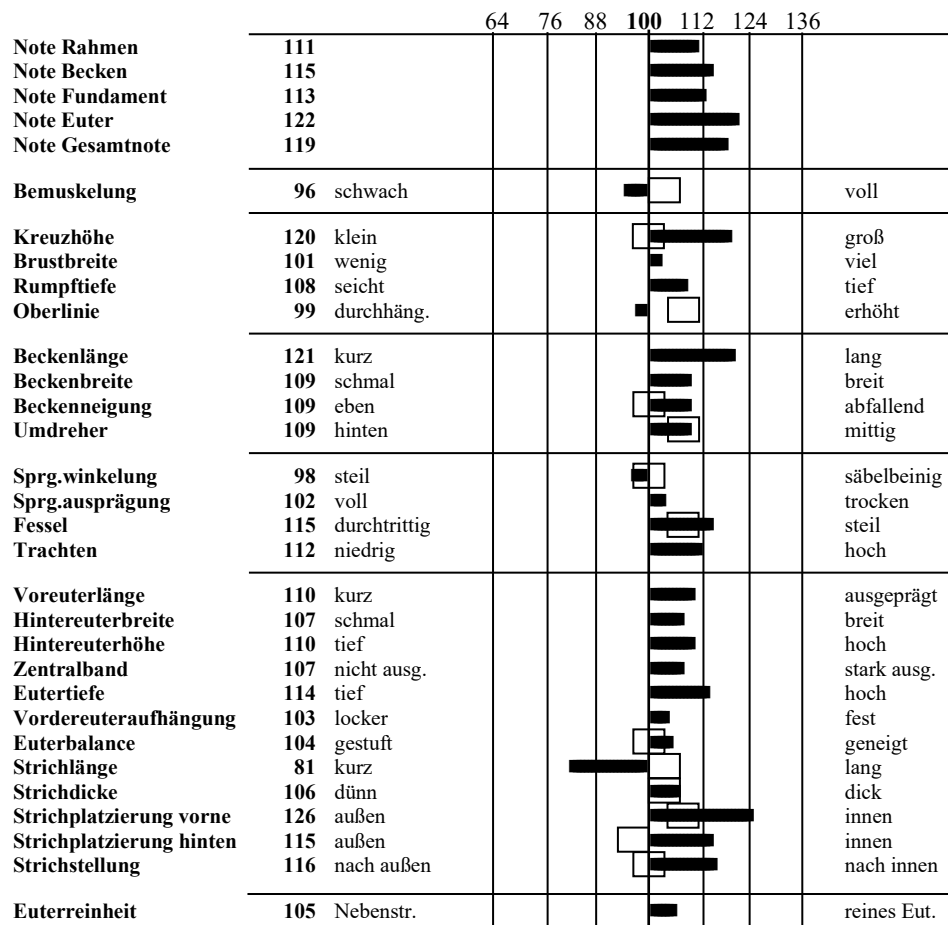 64 76 88 100 112 124 136
Note Rahmen 111
Note Becken 115
Note Fundament 113
Note Euter 122
Note Gesamtnote 119
Bemuskelung 96 schwach voll
Kreuzhöhe 120 klein groß
Brustbreite 101 wenig viel
Rumpftiefe 108 seicht tief
Oberlinie 99 durchhäng. erhöht
Beckenlänge 121 kurz lang
Beckenbreite 109 schmal breit
Beckenneigung 109 eben abfallend
Umdreher 109 hinten mittig
Sprg.winkelung 98 steil säbelbeinig
Sprg.ausprägung 102 voll trocken
Fessel 115 durchtrittig steil
Trachten 112 niedrig hoch
Voreuterlänge 110 kurz ausgeprägt
Hintereuterbreite 107 schmal breit
Hintereuterhöhe 110 tief hoch
Zentralband 107 nicht ausg. stark ausg.
Eutertiefe 114 tief hoch
Vordereuteraufhängung 103 locker fest
Euterbalance 104 gestuft geneigt
Strichlänge 81 kurz lang
Strichdicke 106 dünn dick
Strichplatzierung vorne 126 außen innen
Strichplatzierung hinten 115 außen innen
Strichstellung 116 nach außen nach innen
Euterreinheit 105 Nebenstr. reines Eut.